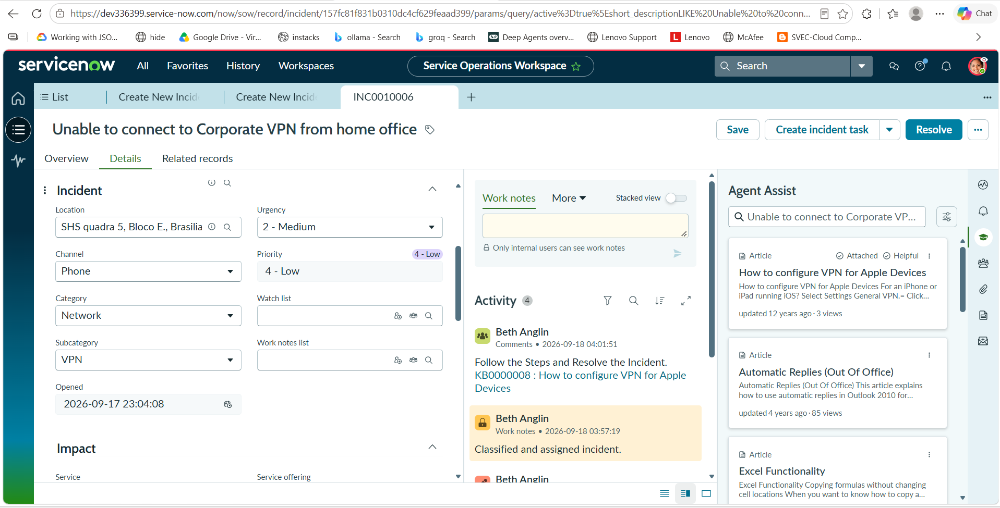 https://dev336399.service-now.com/now/sow/record/incident/157fc81f831b0310dc4cf629feaad399/params/query/active%3Dtrue%5Eshort_descriptionLIKE%20Unable%20to%20conn...
Chat
Working with JSO...
hide
Google Drive - Vir...
instacks
ollama - Search
groq - Search
Deep Agents overv...
Lenovo Support
Lenovo
McAfee
SVEC-Cloud Comp...
servicenow
All
Favorites
History
Workspaces
Service Operations Workspace
Search
List
Create New Incid
Create New Incid
INC0010006
Unable to connect to Corporate VPN from home office
Save
Create incident task
Resolve
Overview
Details
Related records
Incident
Location
SHS quadra 5, Bloco E., Brasilia
Urgency
2 - Medium
Channel
Phone
Priority
4 - Low
4 - Low
Category
Network
Watch list
Subcategory
VPN
Work notes list
Opened
2026-09-17 23:04:08
Impact
Service
Service offering
Work notes
More
Stacked view
Only internal users can see work notes
Activity 4
Beth Anglin
Comments • 2026-09-18 04:01:51
Follow the Steps and Resolve the Incident.
KB0000008 : How to configure VPN for Apple
Devices
Beth Anglin
Work notes • 2026-09-18 03:57:19
Classified and assigned incident.
Beth Anglin
Agent Assist
Unable to connect to Corporate VP...
Article
Attached
Helpful
How to configure VPN for Apple Devices
How to configure VPN for Apple Devices For an iPhone or
iPad running iOS? Select Settings General VPN.= Click...
updated 12 years ago · 3 views
Article
Automatic Replies (Out Of Office)
Automatic Replies (Out Of Office) This article explains
how to use automatic replies in Outlook 2010 for...
updated 4 years ago · 85 views
Article
Excel Functionality
Excel Functionality Copying formulas without changing
cell locations When you want to know how to copy a...